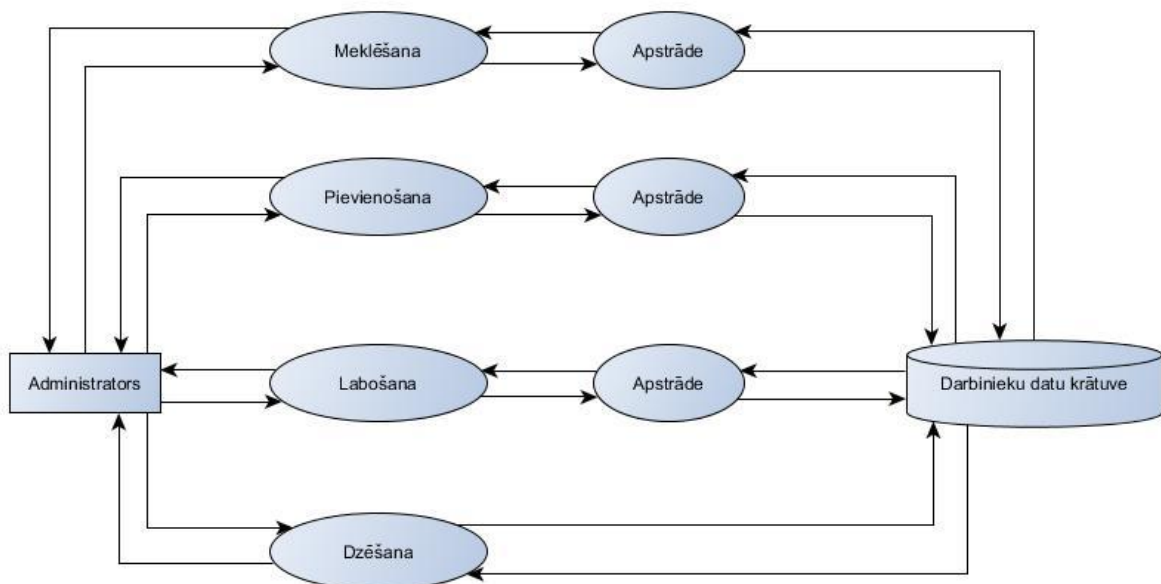 Meklēšana
Apstrāde
Pievienošana
Apstrāde
Administrators
Labošana
Apstrāde
Darbinieku datu krātuve
Dzēšana